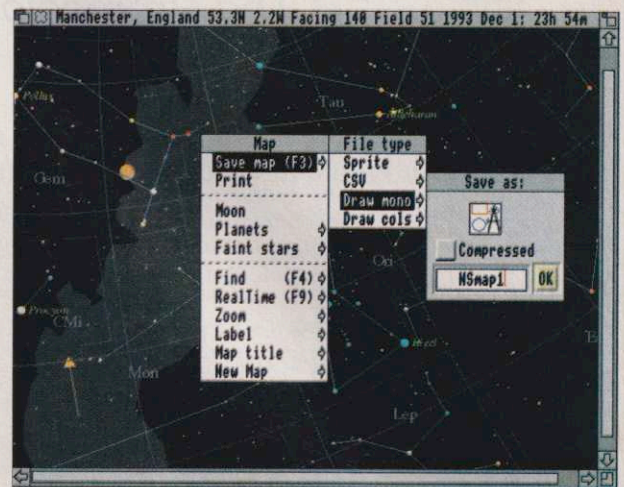 Manchester, England 53.3N 2.2W Facing 140 Field 51 1993 Dec 1: 23h 54m
Pollux
Tau
Aldebaran
Map
Save map (F3)
Print
Moon
Planets
Faint stars
Find (F4)
RealTime (F9)
Zoom
Label
Map title
New Map
File type
Sprite
CSV
Draw mono
Draw cols
Save as:
Compressed
NSmap1
OK
Gem
Ori
Procyon
CMi
Rigel
E
Mon
Lep